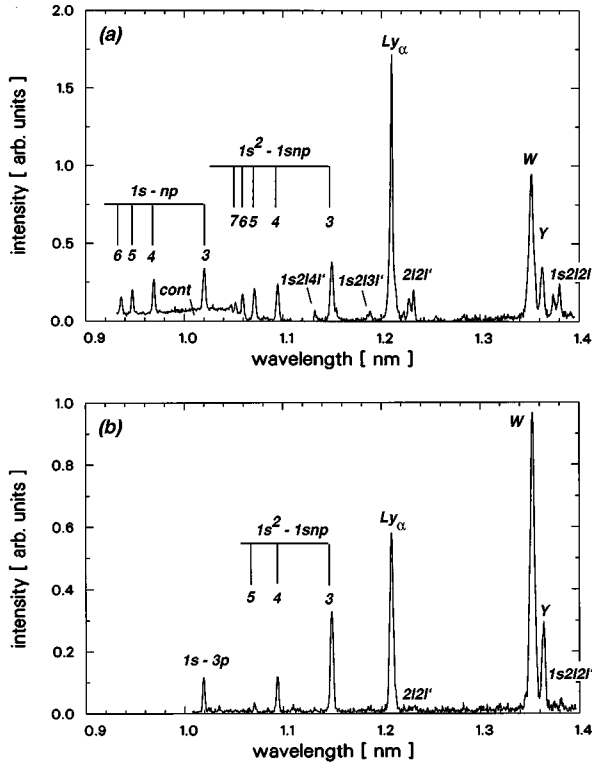 (a)
2.0
1.5
1.0
0.5
0.0
intensity [ arb. units ]
Lyα
1s² - 1snp
7 6 5 4 3
1s - np
6 5 4 3
cont
1s2l4l'
1s2l3l'
2l2l'
W
Y
1s2l2l'
0.9 1.0 1.1 1.2 1.3 1.4
wavelength [ nm ]
(b)
1.0
0.8
0.6
0.4
0.2
0.0
intensity [ arb. units ]
W
Lyα
1s² - 1snp
5 4 3
1s - 3p
2l2l'
Y
1s2l2l'
0.9 1.0 1.1 1.2 1.3 1.4
wavelength [ nm ]